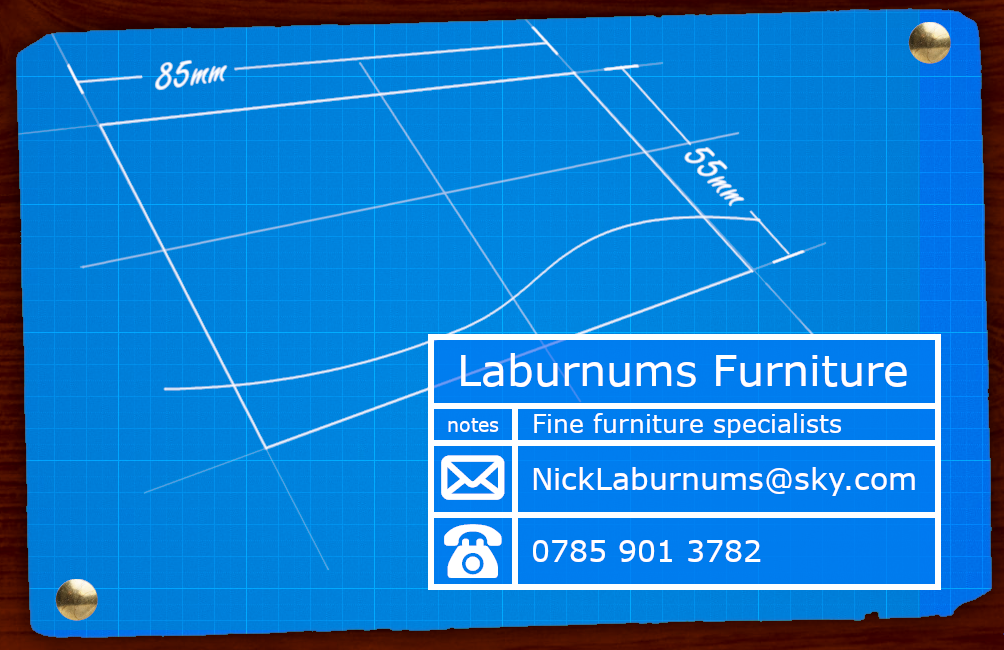 85mm
55mm
Laburnums Furniture
notes
Fine furniture specialists
NickLaburnums@sky.com
0785 901 3782